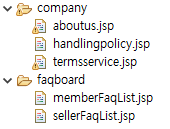 company
aboutus.jsp
handlingpolicy.jsp
termsservice.jsp
faqboard
memberFaqList.jsp
sellerFaqList.jsp